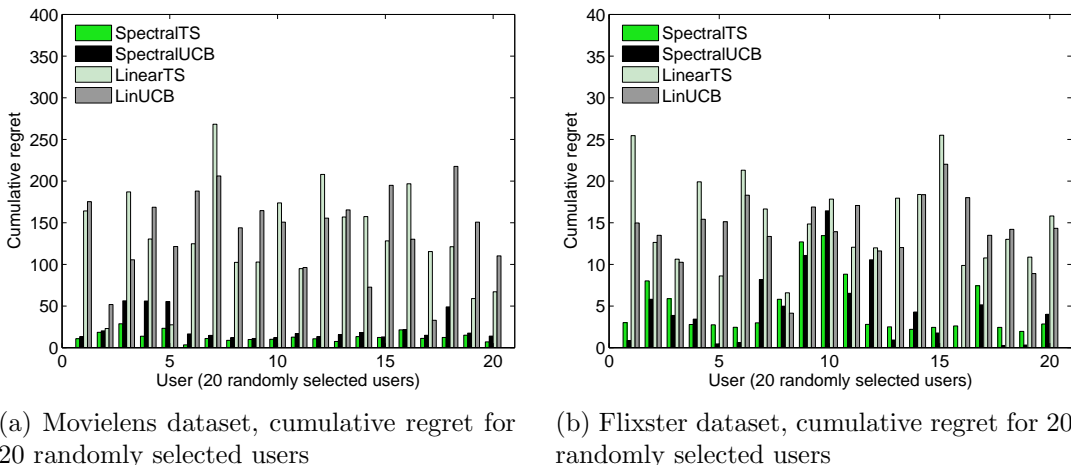 400
350
300
250
200
150
100
50
0
Cumulative regret
SpectralTS
SpectralUCB
LinearTS
LinUCB
0 5 10 15 20
User (20 randomly selected users)
(a) Movielens dataset, cumulative regret for
20 randomly selected users
40
35
30
25
20
15
10
5
0
Cumulative regret
SpectralTS
SpectralUCB
LinearTS
LinUCB
0 5 10 15 20
User (20 randomly selected users)
(b) Flixster dataset, cumulative regret for 20
randomly selected users